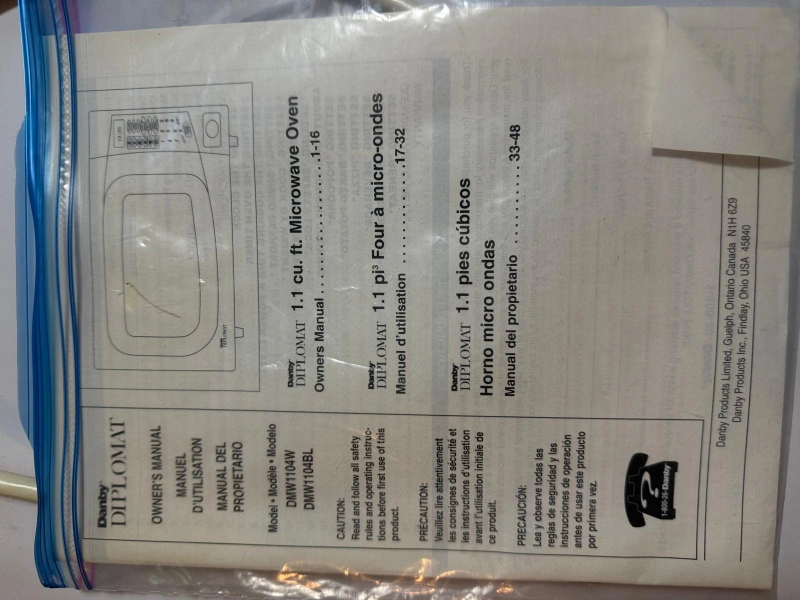 Danby
DIPLOMAT
OWNER'S MANUAL
MANUEL
D'UTILISATION
MANUAL DEL
PROPIETARIO
Model • Modèle • Modelo
DMW1104W
DMW1104BL
CAUTION:
Read and follow all safety
rules and operating instruc-
tions before first use of this
product.
PRÉCAUTION:
Veuillez lire attentivement
les consignes de sécurité et
les instructions d'utilisation
avant l'utilisation initiale de
ce produit.
PRECAUCIÓN:
Lea y observe todas las
reglas de seguridad y las
instrucciones de operación
antes de usar este producto
por primera vez.
?
1-800-26-Danby
Danby
DIPLOMAT 1.1 cu. ft. Microwave Oven
Owners Manual..................1-16
Danby
DIPLOMAT 1.1 pi³ Four à micro-ondes
Manuel d'utilisation ..............17-32
Danby
DIPLOMAT 1.1 pies cúbicos
Horno micro ondas
Manual del propietario .......... 33-48
Danby Products Limited, Guelph, Ontario Canada N1H 6Z9
Danby Products Inc., Findlay, Ohio USA 45840